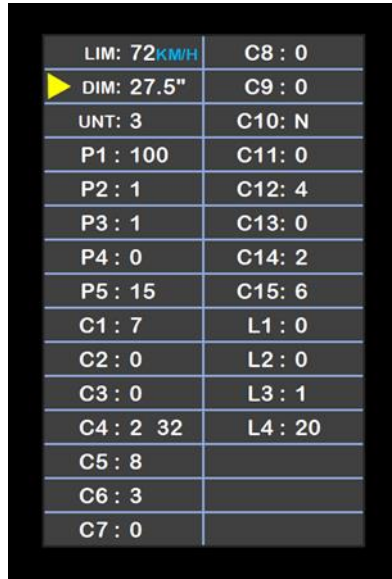 LIM: 72KM/H
DIM: 27.5"
UNT: 3
P1 : 100
P2 : 1
P3 : 1
P4 : 0
P5 : 15
C1 : 7
C2 : 0
C3 : 0
C4 : 2 32
C5 : 8
C6 : 3
C7 : 0
C8 : 0
C9 : 0
C10: N
C11: 0
C12: 4
C13: 0
C14: 2
C15: 6
L1 : 0
L2 : 0
L3 : 1
L4 : 20